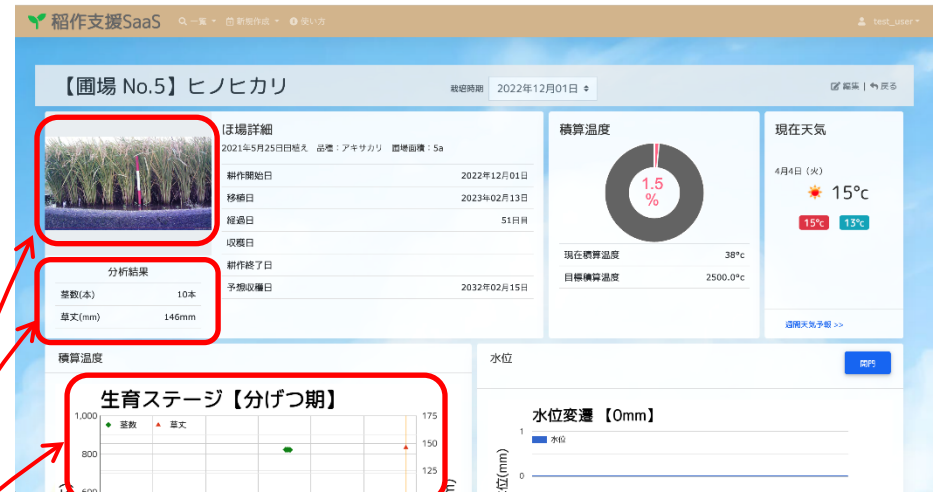 稲作支援SaaS 一覧 新規作成 使い方 test_user
【圃場 No.5】ヒノヒカリ 栽培時期 2022年12月01日 編集 | 戻る
ほ場詳細
2021年5月25日田植え 品種：アキサカリ 圃場面積：5a
耕作開始日 2022年12月01日
移植日 2023年02月13日
経過日 51日目
収穫日
耕作終了日
予想収穫日 2032年02月15日
分析結果
茎数(本) 10本
草丈(mm) 146mm
積算温度
1.5
%
現在積算温度 38°c
目標積算温度 2500.0°c
現在天気
4月4日（火）
15°c
15°c 13°c
週間天気予報 >>
積算温度
生育ステージ【分げつ期】
茎数 草丈
1,000
800
600
175
150
125
水位
開門
水位変遷 【0mm】
水位
1
0
位(mm)